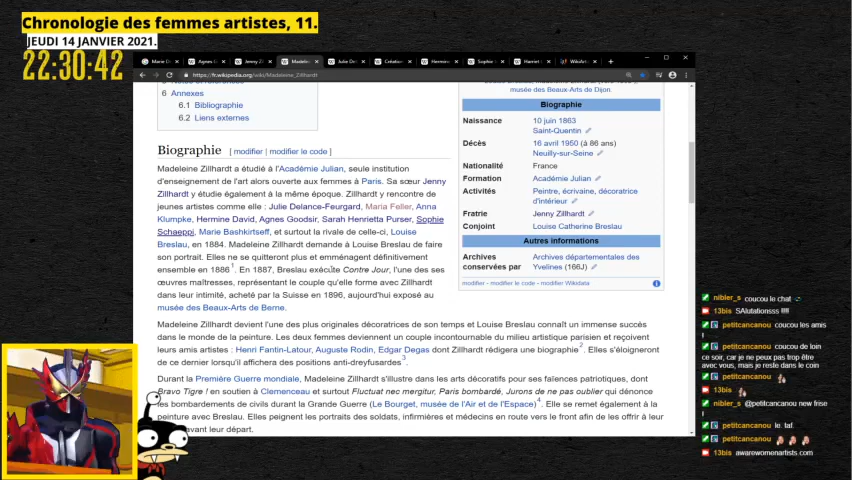 Chronologie des femmes artistes, 11.
JEUDI 14 JANVIER 2021.
22:30:42
Marie D
Agnes G
Jenny Z
Madelei
Julie De
Création
Hermine
Sophie
Harriet
WikiArt
https://fr.wikipedia.org/wiki/Madeleine_Zillhardt
6 Annexes
6.1 Bibliographie
6.2 Liens externes
Biographie [ modifier | modifier le code ]
Madeleine Zillhardt a étudié à l'Académie Julian, seule institution
d'enseignement de l'art alors ouverte aux femmes à Paris. Sa sœur Jenny
Zillhardt y étudie également à la même époque. Zillhardt y rencontre de
jeunes artistes comme elle : Julie Delance-Feurgard, Maria Feller, Anna
Klumpke, Hermine David, Agnes Goodsir, Sarah Henrietta Purser, Sophie
Schaeppi, Marie Bashkirtseff, et surtout la rivale de celle-ci, Louise
Breslau, en 1884. Madeleine Zillhardt demande à Louise Breslau de faire
son portrait. Elles ne se quitteront plus et emménagent définitivement
ensemble en 1886 1. En 1887, Breslau exécute Contre Jour, l'une des ses
œuvres maîtresses, représentant le couple qu'elle forme avec Zillhardt
dans leur intimité, acheté par la Suisse en 1896, aujourd'hui exposé au
musée des Beaux-Arts de Berne.
Madeleine Zillhardt devient l'une des plus originales décoratrices de son temps et Louise Breslau connaît un immense succès
dans le monde de la peinture. Les deux femmes deviennent un couple incontournable du milieu artistique parisien et reçoivent
leurs amis artistes : Henri Fantin-Latour, Auguste Rodin, Edgar Degas dont Zillhardt rédigera une biographie 2. Elles s'éloigneront
de ce dernier lorsqu'il affichera des positions anti-dreyfusardes 3.
Durant la Première Guerre mondiale, Madeleine Zillhardt s'illustre dans les arts décoratifs pour ses faïences patriotiques, dont
Bravo Tigre ! en soutien à Clemenceau et surtout Fluctuat nec mergitur, Paris bombardé, Jurons de ne pas oublier qui dénonce
bombardements de civils durant la Grande Guerre (Le Bourget, musée de l'Air et de l'Espace) 4. Elle se remet également à la
peinture avec Breslau. Elles peignent les portraits des soldats, infirmières et médecins en route vers le front afin de les offrir à leur
avant leur départ.
musée des Beaux-Arts de Dijon.
Biographie
Naissance 10 juin 1863
Saint-Quentin
Décès 16 avril 1950 (à 86 ans)
Neuilly-sur-Seine
Nationalité France
Formation Académie Julian
Activités Peintre, écrivaine, décoratrice
d'intérieur
Fratrie Jenny Zillhardt
Conjoint Louise Catherine Breslau
Autres informations
Archives Départements des
conservées par Yvelines (166J)
modifier - modifier le code - modifier Wikidata
nibler_s coucou le chat
13bis SAlutationsss !!!!
petitcancanou coucou les amis
!
petitcancanou coucou de loin
ce soir, car je ne peux pas trop être
avec vous, mais je reste dans le coin
petitcancanou
13bis
nibler_s @petitcancanou new frise
!
petitcancanou le. taf.
petitcancanou
13bis awarewomenartists.com